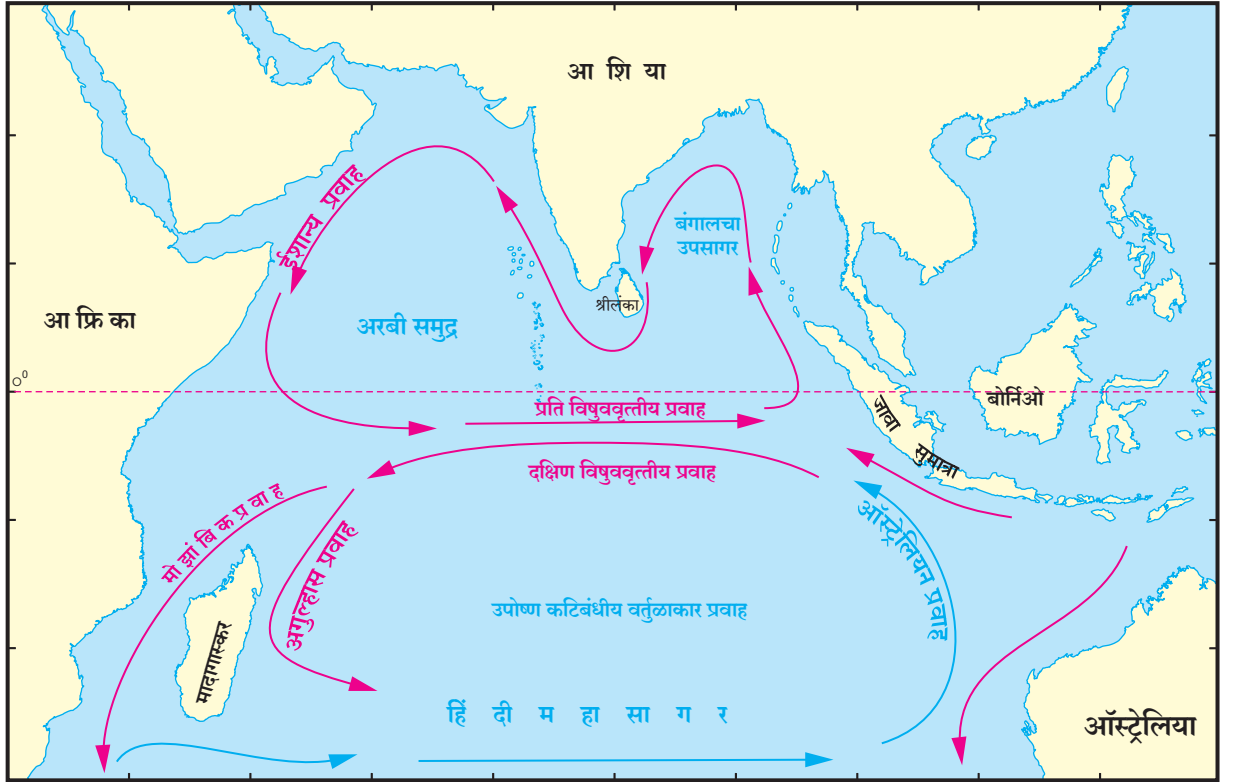 आ शि या
ईशान्य प्रवाह
बंगालचा
उपसागर
श्रीलंका
आ फ्रि का
अरबी समुद्र
०⁰
बोर्निओ
प्रति विषुववृत्तीय प्रवाह
जावा
सुमात्रा
दक्षिण विषुववृत्तीय प्रवाह
मो झां बि क प्र वा ह
अगुल्हास प्रवाह
ऑस्ट्रेलियन प्रवाह
उपोष्ण कटिबंधीय वर्तुळाकार प्रवाह
मादागास्कर
हिं दी म हा सा ग र
ऑस्ट्रेलिया